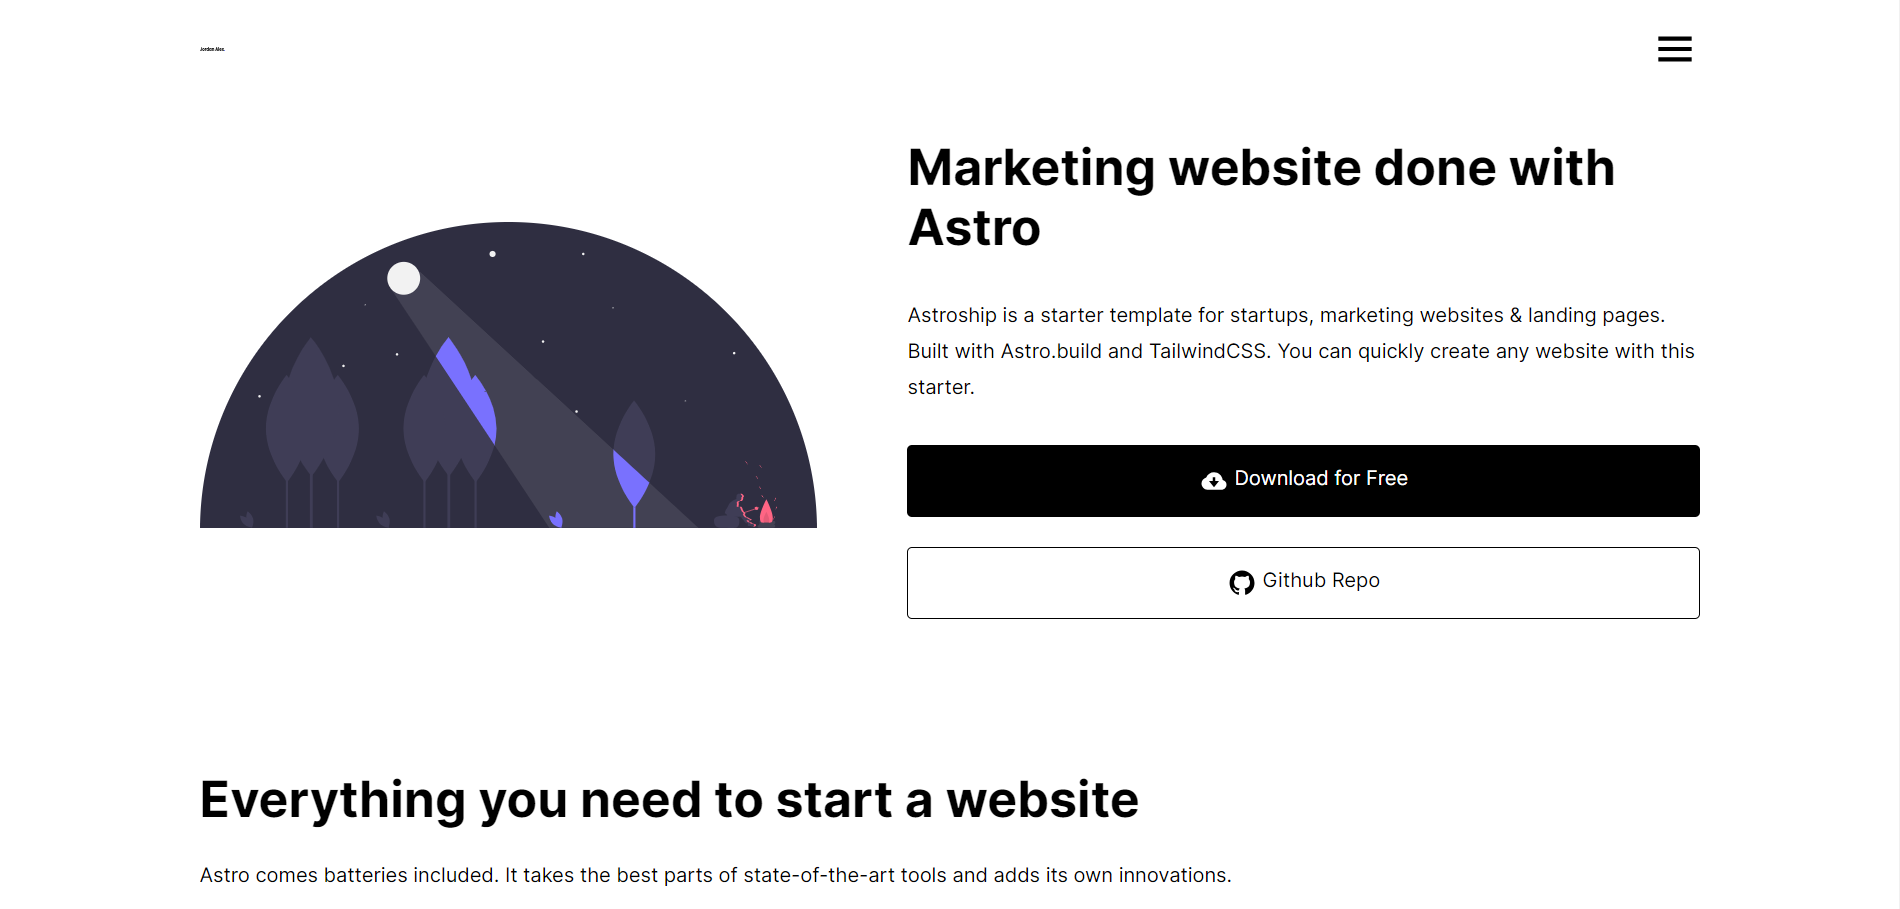 Jordan Alex.
Marketing website done with
Astro
Astroship is a starter template for startups, marketing websites & landing pages.
Built with Astro.build and TailwindCSS. You can quickly create any website with this
starter.
Download for Free
Github Repo
Everything you need to start a website
Astro comes batteries included. It takes the best parts of state-of-the-art tools and adds its own innovations.